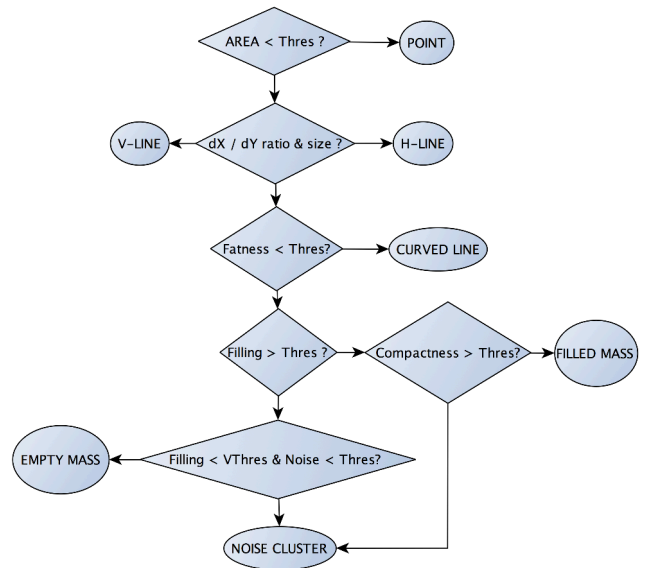 AREA < Thres ?
POINT
V-LINE
dX / dY ratio & size ?
H-LINE
Fatness < Thres?
CURVED LINE
Filling > Thres ?
Compactness > Thres?
FILLED MASS
EMPTY MASS
Filling < VThres & Noise < Thres?
NOISE CLUSTER